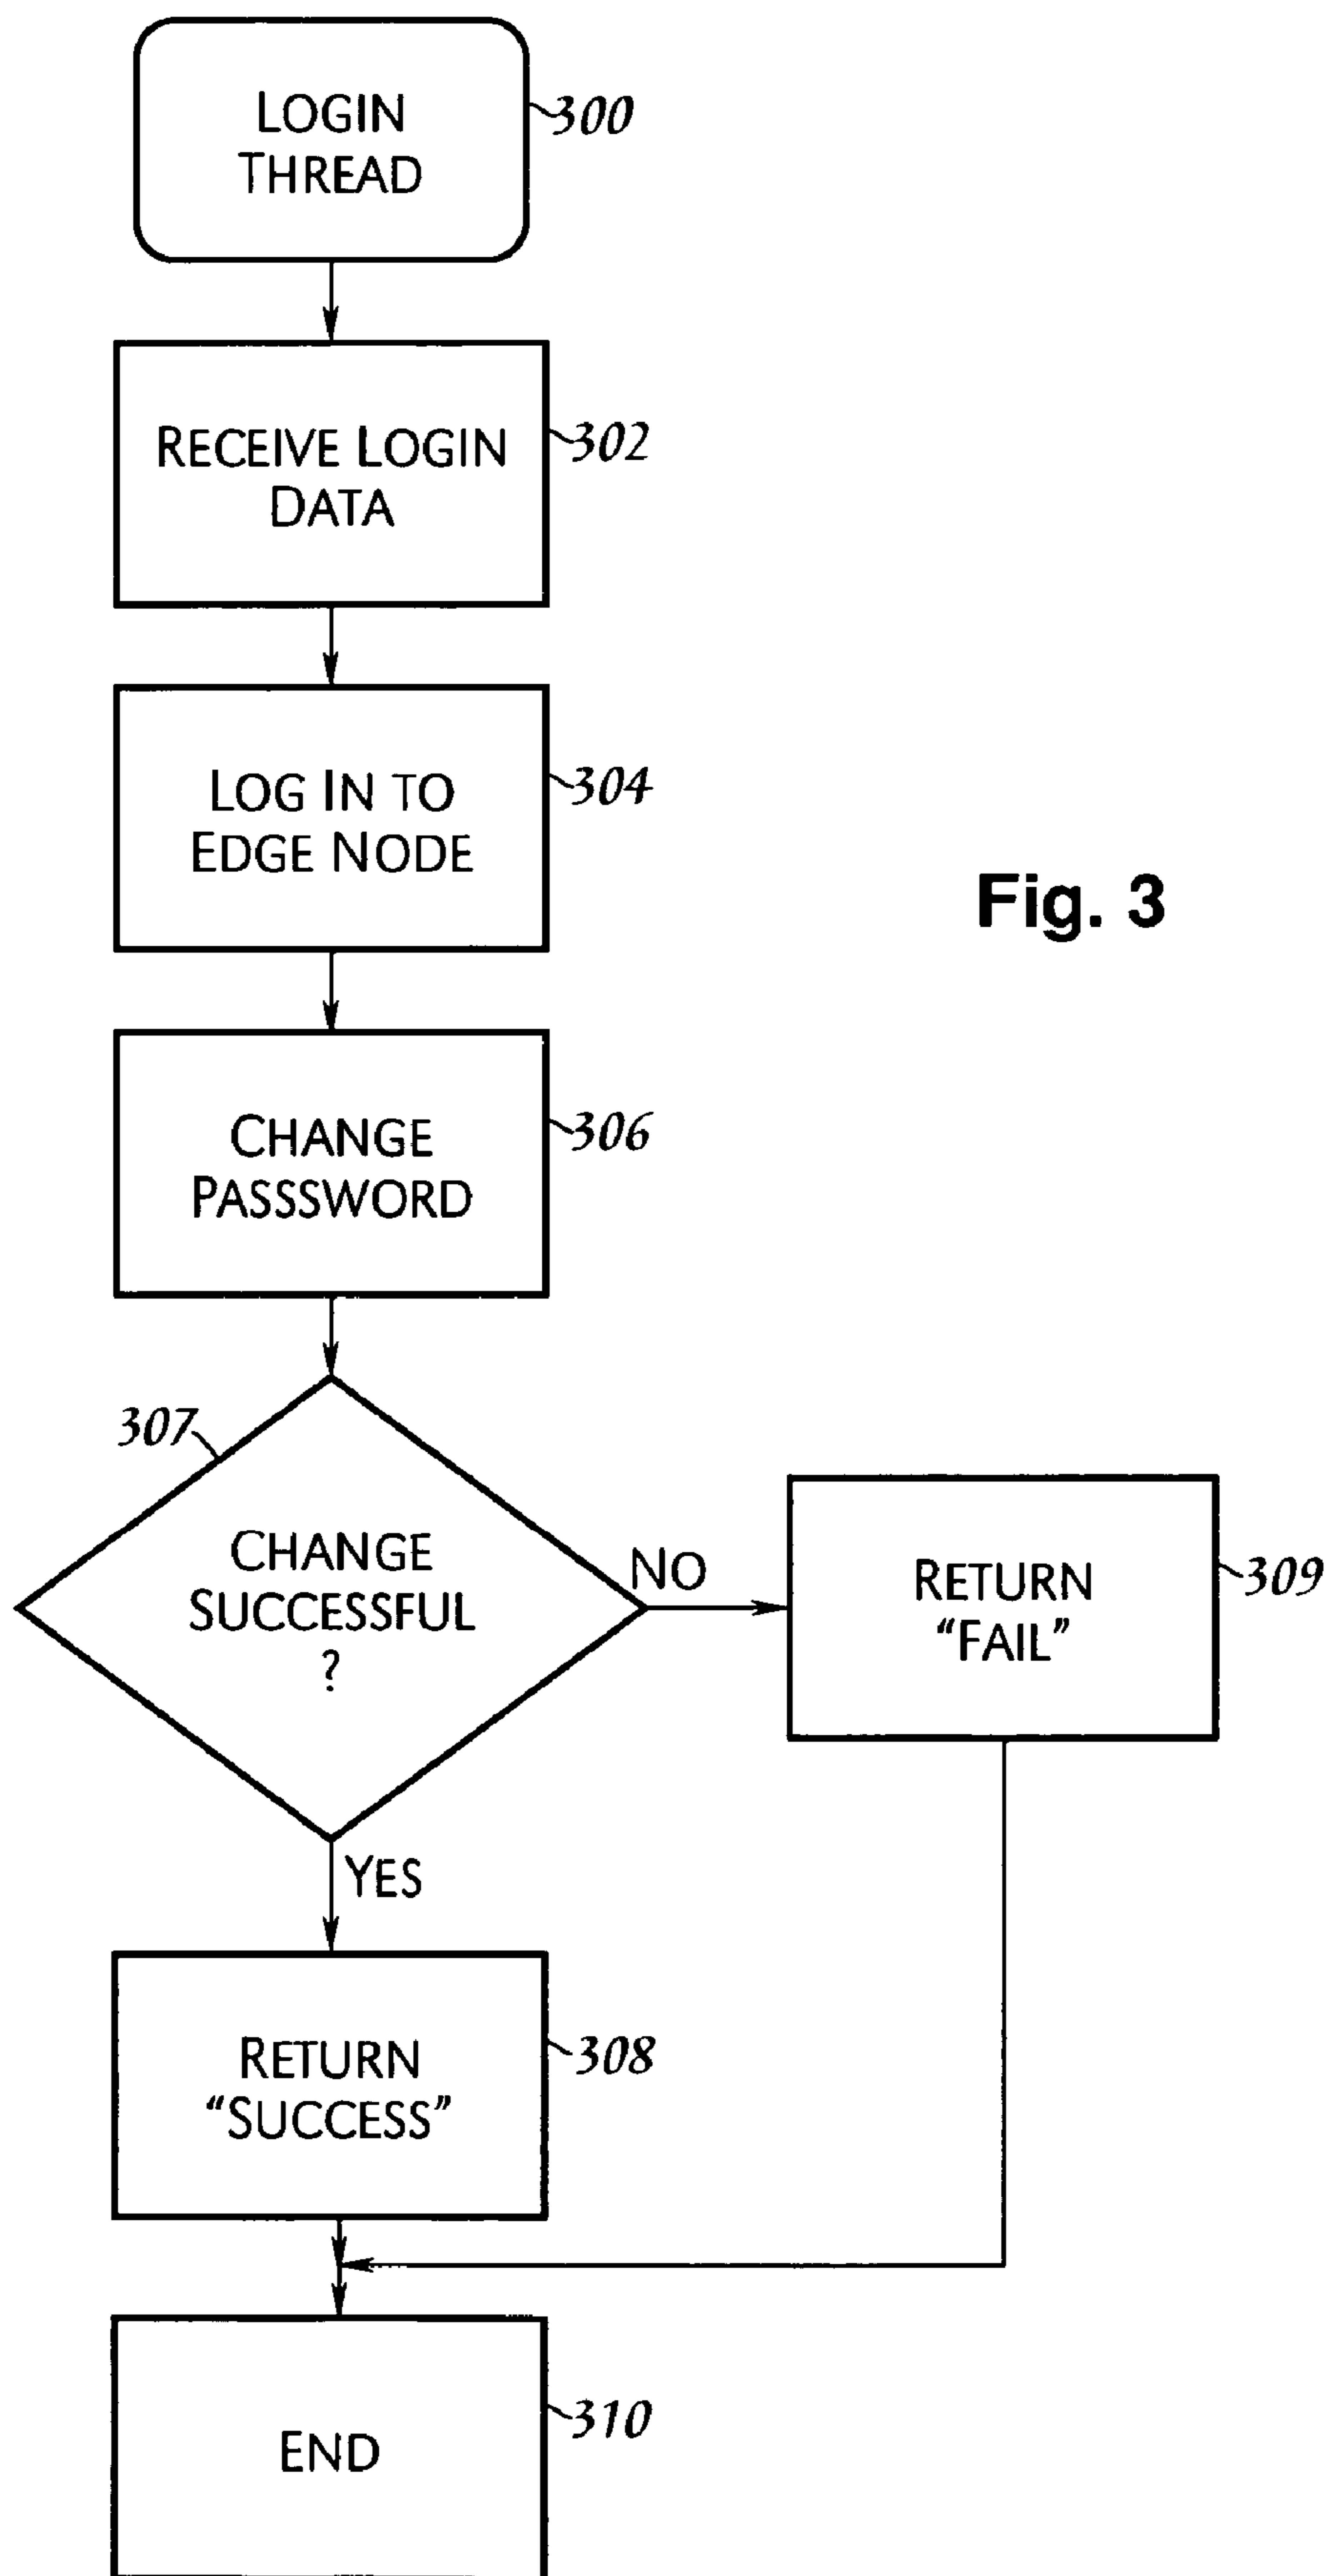 LOGIN
THREAD
300
RECEIVE LOGIN
DATA
302
LOG IN TO
EDGE NODE
304
Fig. 3
CHANGE
PASSSWORD
306
307
CHANGE
SUCCESSFUL
?
NO
RETURN
“FAIL”
309
YES
RETURN
“SUCCESS”
308
END
310